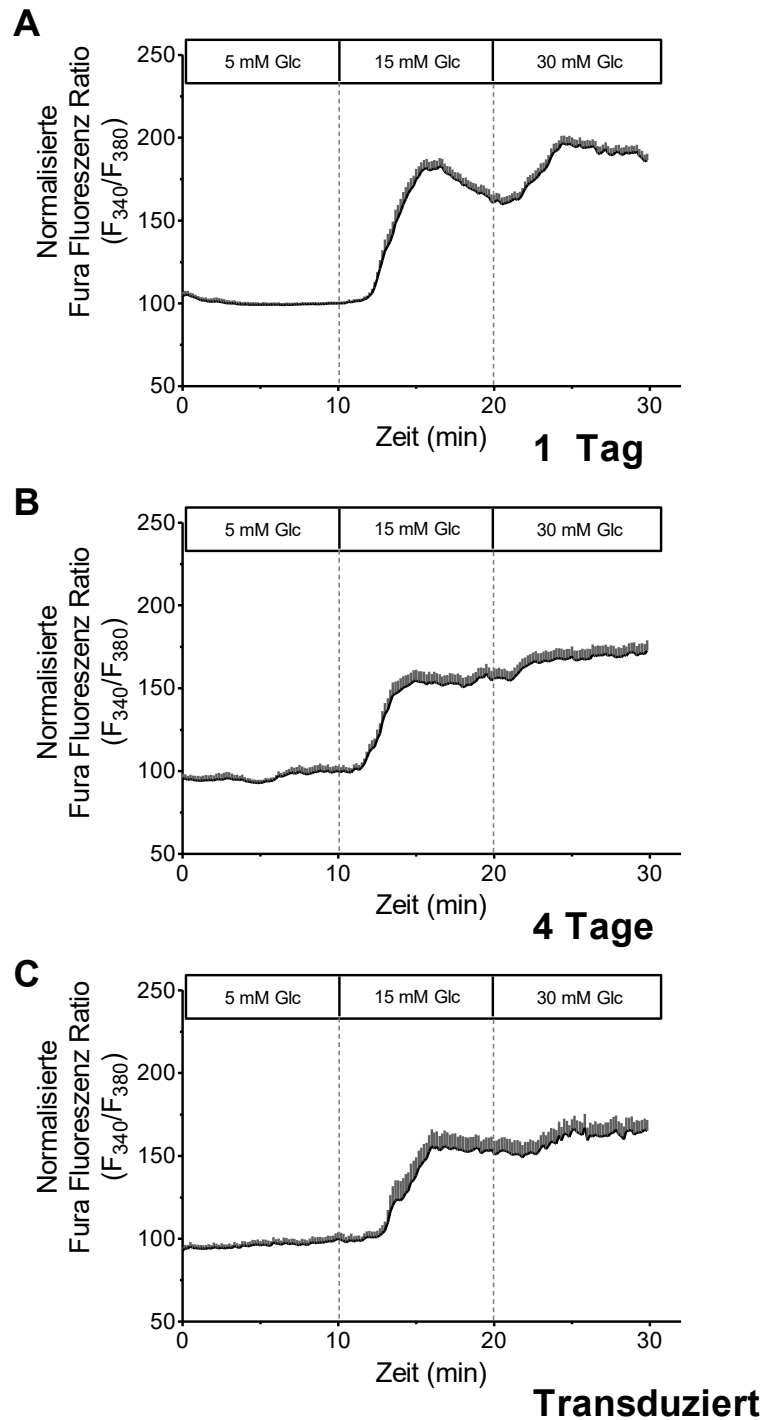 A
250
200
150
100
50
5 mM Glc 15 mM Glc 30 mM Glc
Normalisierte
Fura Fluoreszenz Ratio
(F340/F380)
0 10 20 30
Zeit (min)
1 Tag
B
250
200
150
100
50
5 mM Glc 15 mM Glc 30 mM Glc
Normalisierte
Fura Fluoreszenz Ratio
(F340/F380)
0 10 20 30
Zeit (min)
4 Tage
C
250
200
150
100
50
5 mM Glc 15 mM Glc 30 mM Glc
Normalisierte
Fura Fluoreszenz Ratio
(F340/F380)
0 10 20 30
Zeit (min)
Transduziert